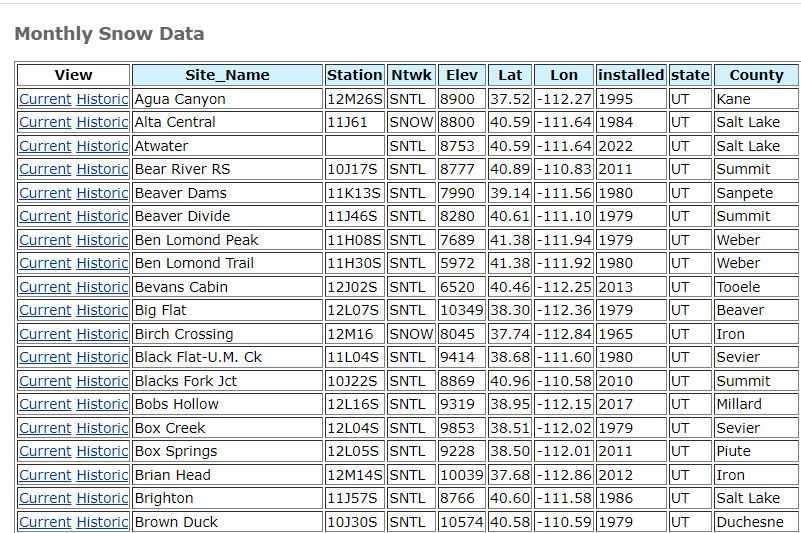 Monthly Snow Data
View Site_Name Station Ntwk Elev Lat Lon installed state County
Current Historic Agua Canyon 12M26S SNTL 8900 37.52 -112.27 1995 UT Kane
Current Historic Alta Central 11J61 SNOW 8800 40.59 -111.64 1984 UT Salt Lake
Current Historic Atwater SNTL 8753 40.59 -111.64 2022 UT Salt Lake
Current Historic Bear River RS 10J17S SNTL 8777 40.89 -110.83 2011 UT Summit
Current Historic Beaver Dams 11K13S SNTL 7990 39.14 -111.56 1980 UT Sanpete
Current Historic Beaver Divide 11J46S SNTL 8280 40.61 -111.10 1979 UT Summit
Current Historic Ben Lomond Peak 11H08S SNTL 7689 41.38 -111.94 1979 UT Weber
Current Historic Ben Lomond Trail 11H30S SNTL 5972 41.38 -111.92 1980 UT Weber
Current Historic Bevans Cabin 12J02S SNTL 6520 40.46 -112.25 2013 UT Tooele
Current Historic Big Flat 12L07S SNTL 10349 38.30 -112.36 1979 UT Beaver
Current Historic Birch Crossing 12M16 SNOW 8045 37.74 -112.84 1965 UT Iron
Current Historic Black Flat-U.M. Ck 11L04S SNTL 9414 38.68 -111.60 1980 UT Sevier
Current Historic Blacks Fork Jct 10J22S SNTL 8869 40.96 -110.58 2010 UT Summit
Current Historic Bobs Hollow 12L16S SNTL 9319 38.95 -112.15 2017 UT Millard
Current Historic Box Creek 12L04S SNTL 9853 38.51 -112.02 1979 UT Sevier
Current Historic Box Springs 12L05S SNTL 9228 38.50 -112.01 2011 UT Piute
Current Historic Brian Head 12M14S SNTL 10039 37.68 -112.86 2012 UT Iron
Current Historic Brighton 11J57S SNTL 8766 40.60 -111.58 1986 UT Salt Lake
Current Historic Brown Duck 10J30S SNTL 10574 40.58 -110.59 1979 UT Duchesne